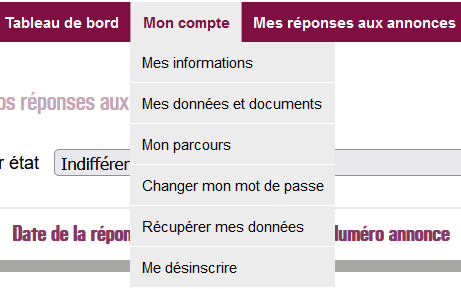 Tableau de bord Mon compte Mes réponses aux annonces
Mes informations
Mes données et documents
os réponses aux
Mon parcours
r état Indifféren
Changer mon mot de passe
Récupérer mes données
Date de la répon uméro annonce
Me désinscrire